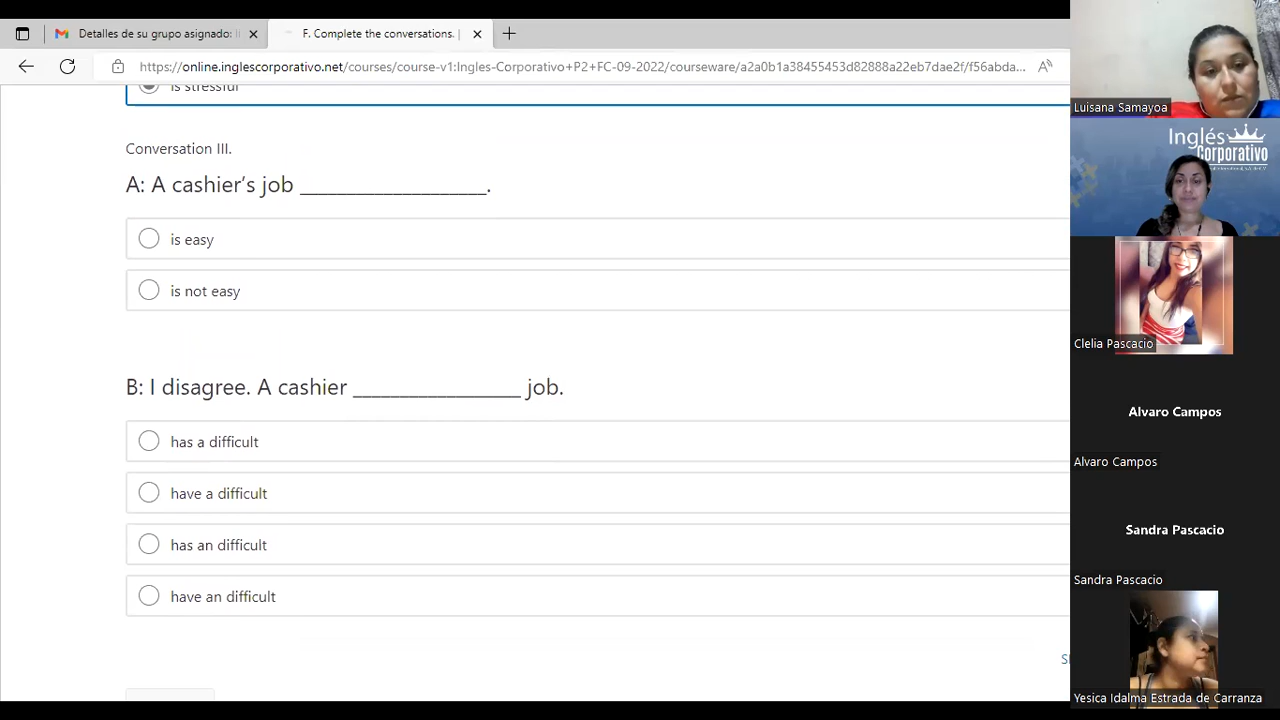 Detalles de su grupo asignado: I
F. Complete the conversations. |
https://online.inglescorporativo.net/courses/course-v1:Ingles-Corporativo+P2+FC-09-2022/courseware/a2a0b1a38455453d82888a22eb7dae2f/f56abda...
is stressful
Conversation III.
A: A cashier’s job ____________________.
is easy
is not easy
B: I disagree. A cashier __________________ job.
has a difficult
have a difficult
has an difficult
have an difficult
Luisana Samayoa
Inglés
Corporativo
Clelia Pascacio
Alvaro Campos
Alvaro Campos
Sandra Pascacio
Sandra Pascacio
Yesica Idalma Estrada de Carranza